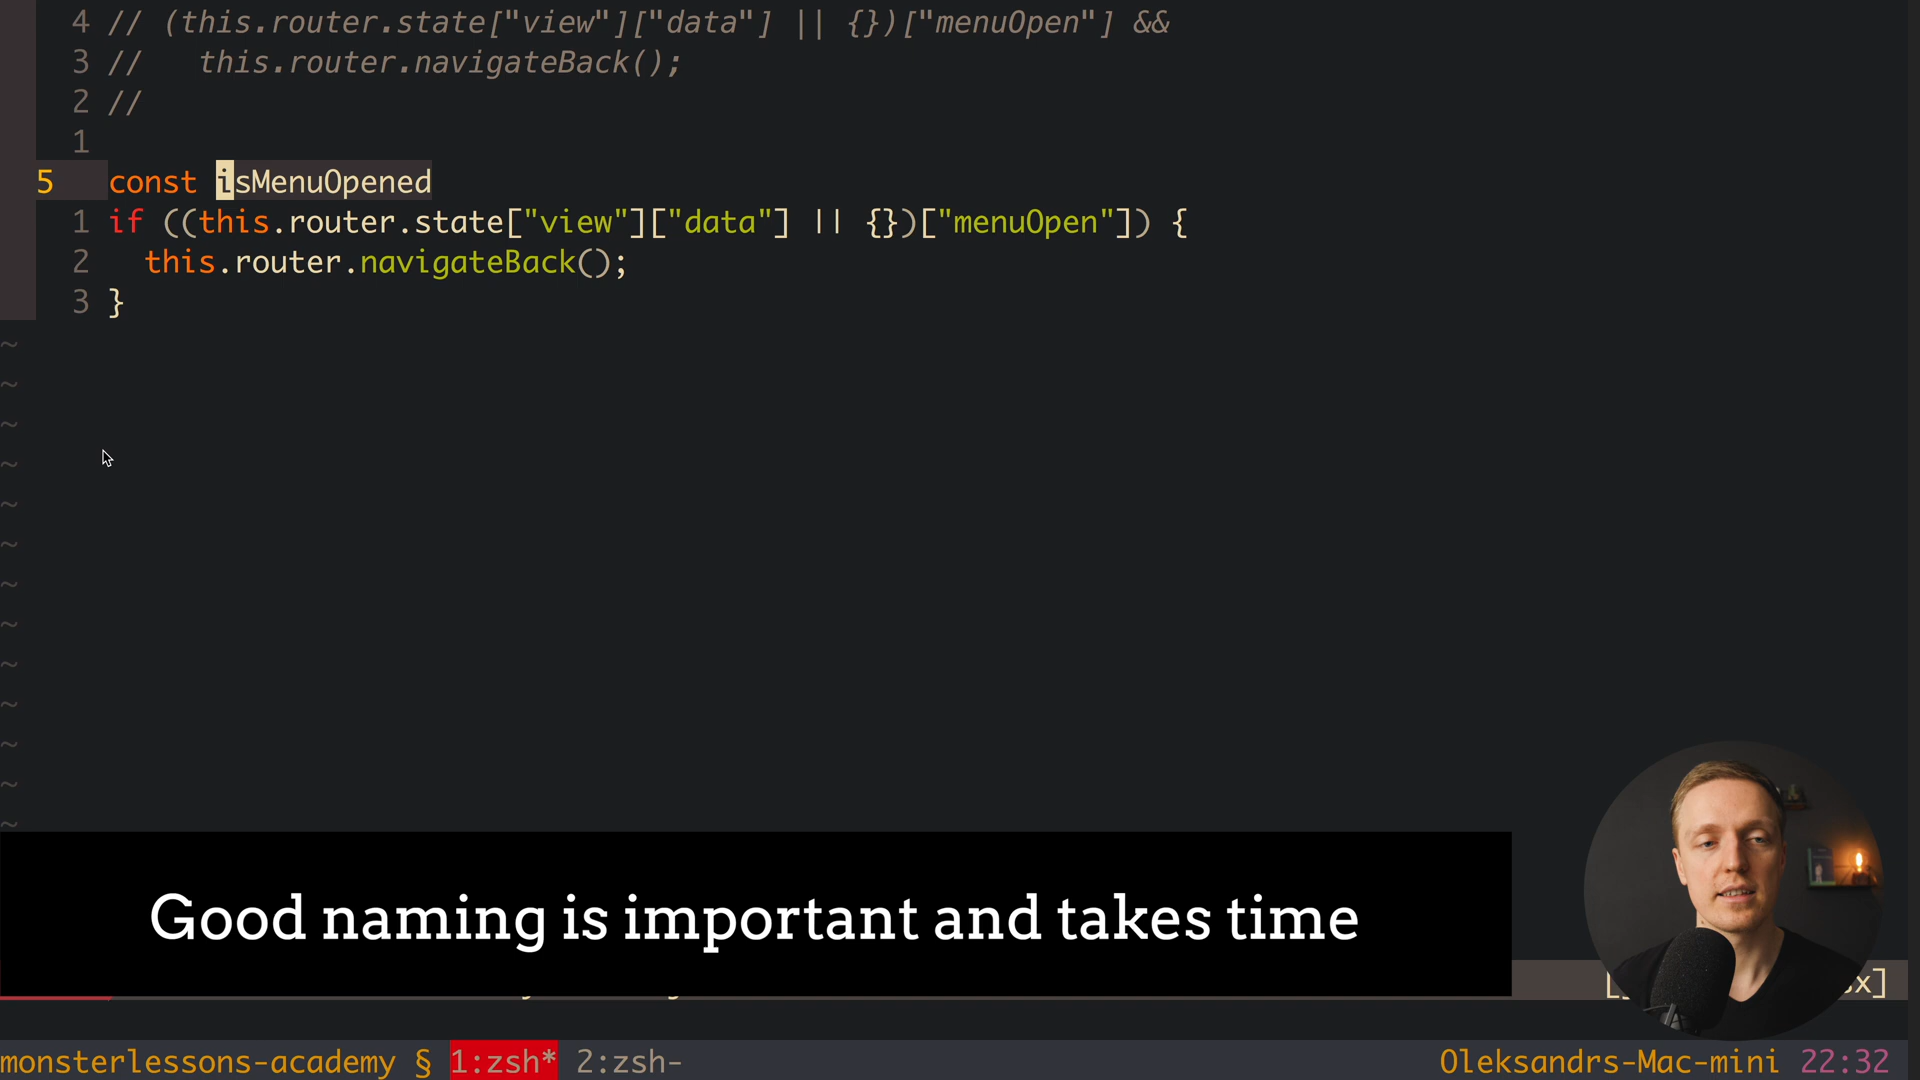 4 // (this.router.state["view"]["data"] || {})["menuOpen"] &&
3 //   this.router.navigateBack();
2 //
1
5 const isMenuOpened
1 if ((this.router.state["view"]["data"] || {})["menuOpen"]) {
2   this.router.navigateBack();
3 }
~
~
~
~
~
~
~
~
~
~
~
~
~
Good naming is important and takes time
monsterlessons-academy § 1:zsh* 2:zsh- Oleksandrs-Mac-mini 22:32